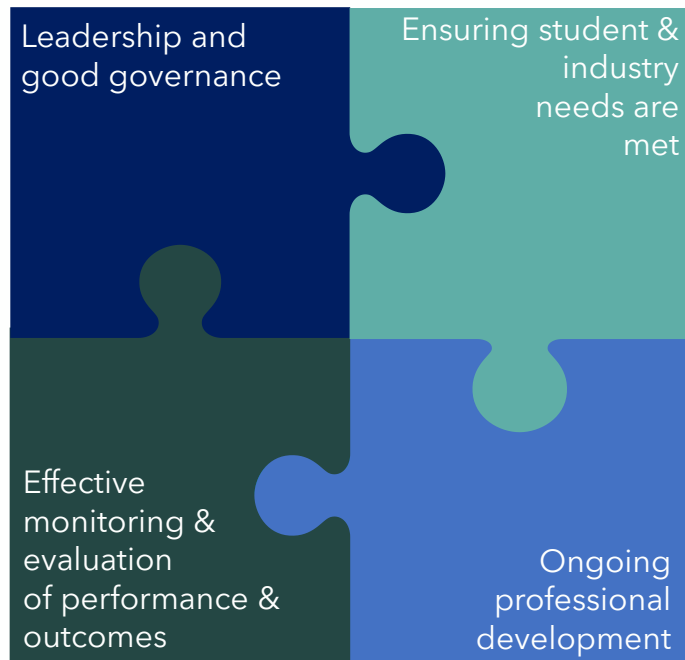 Leadership and
good governance
Ensuring student &
industry
needs are
met
Effective
monitoring &
evaluation
of performance &
outcomes
Ongoing
professional
development